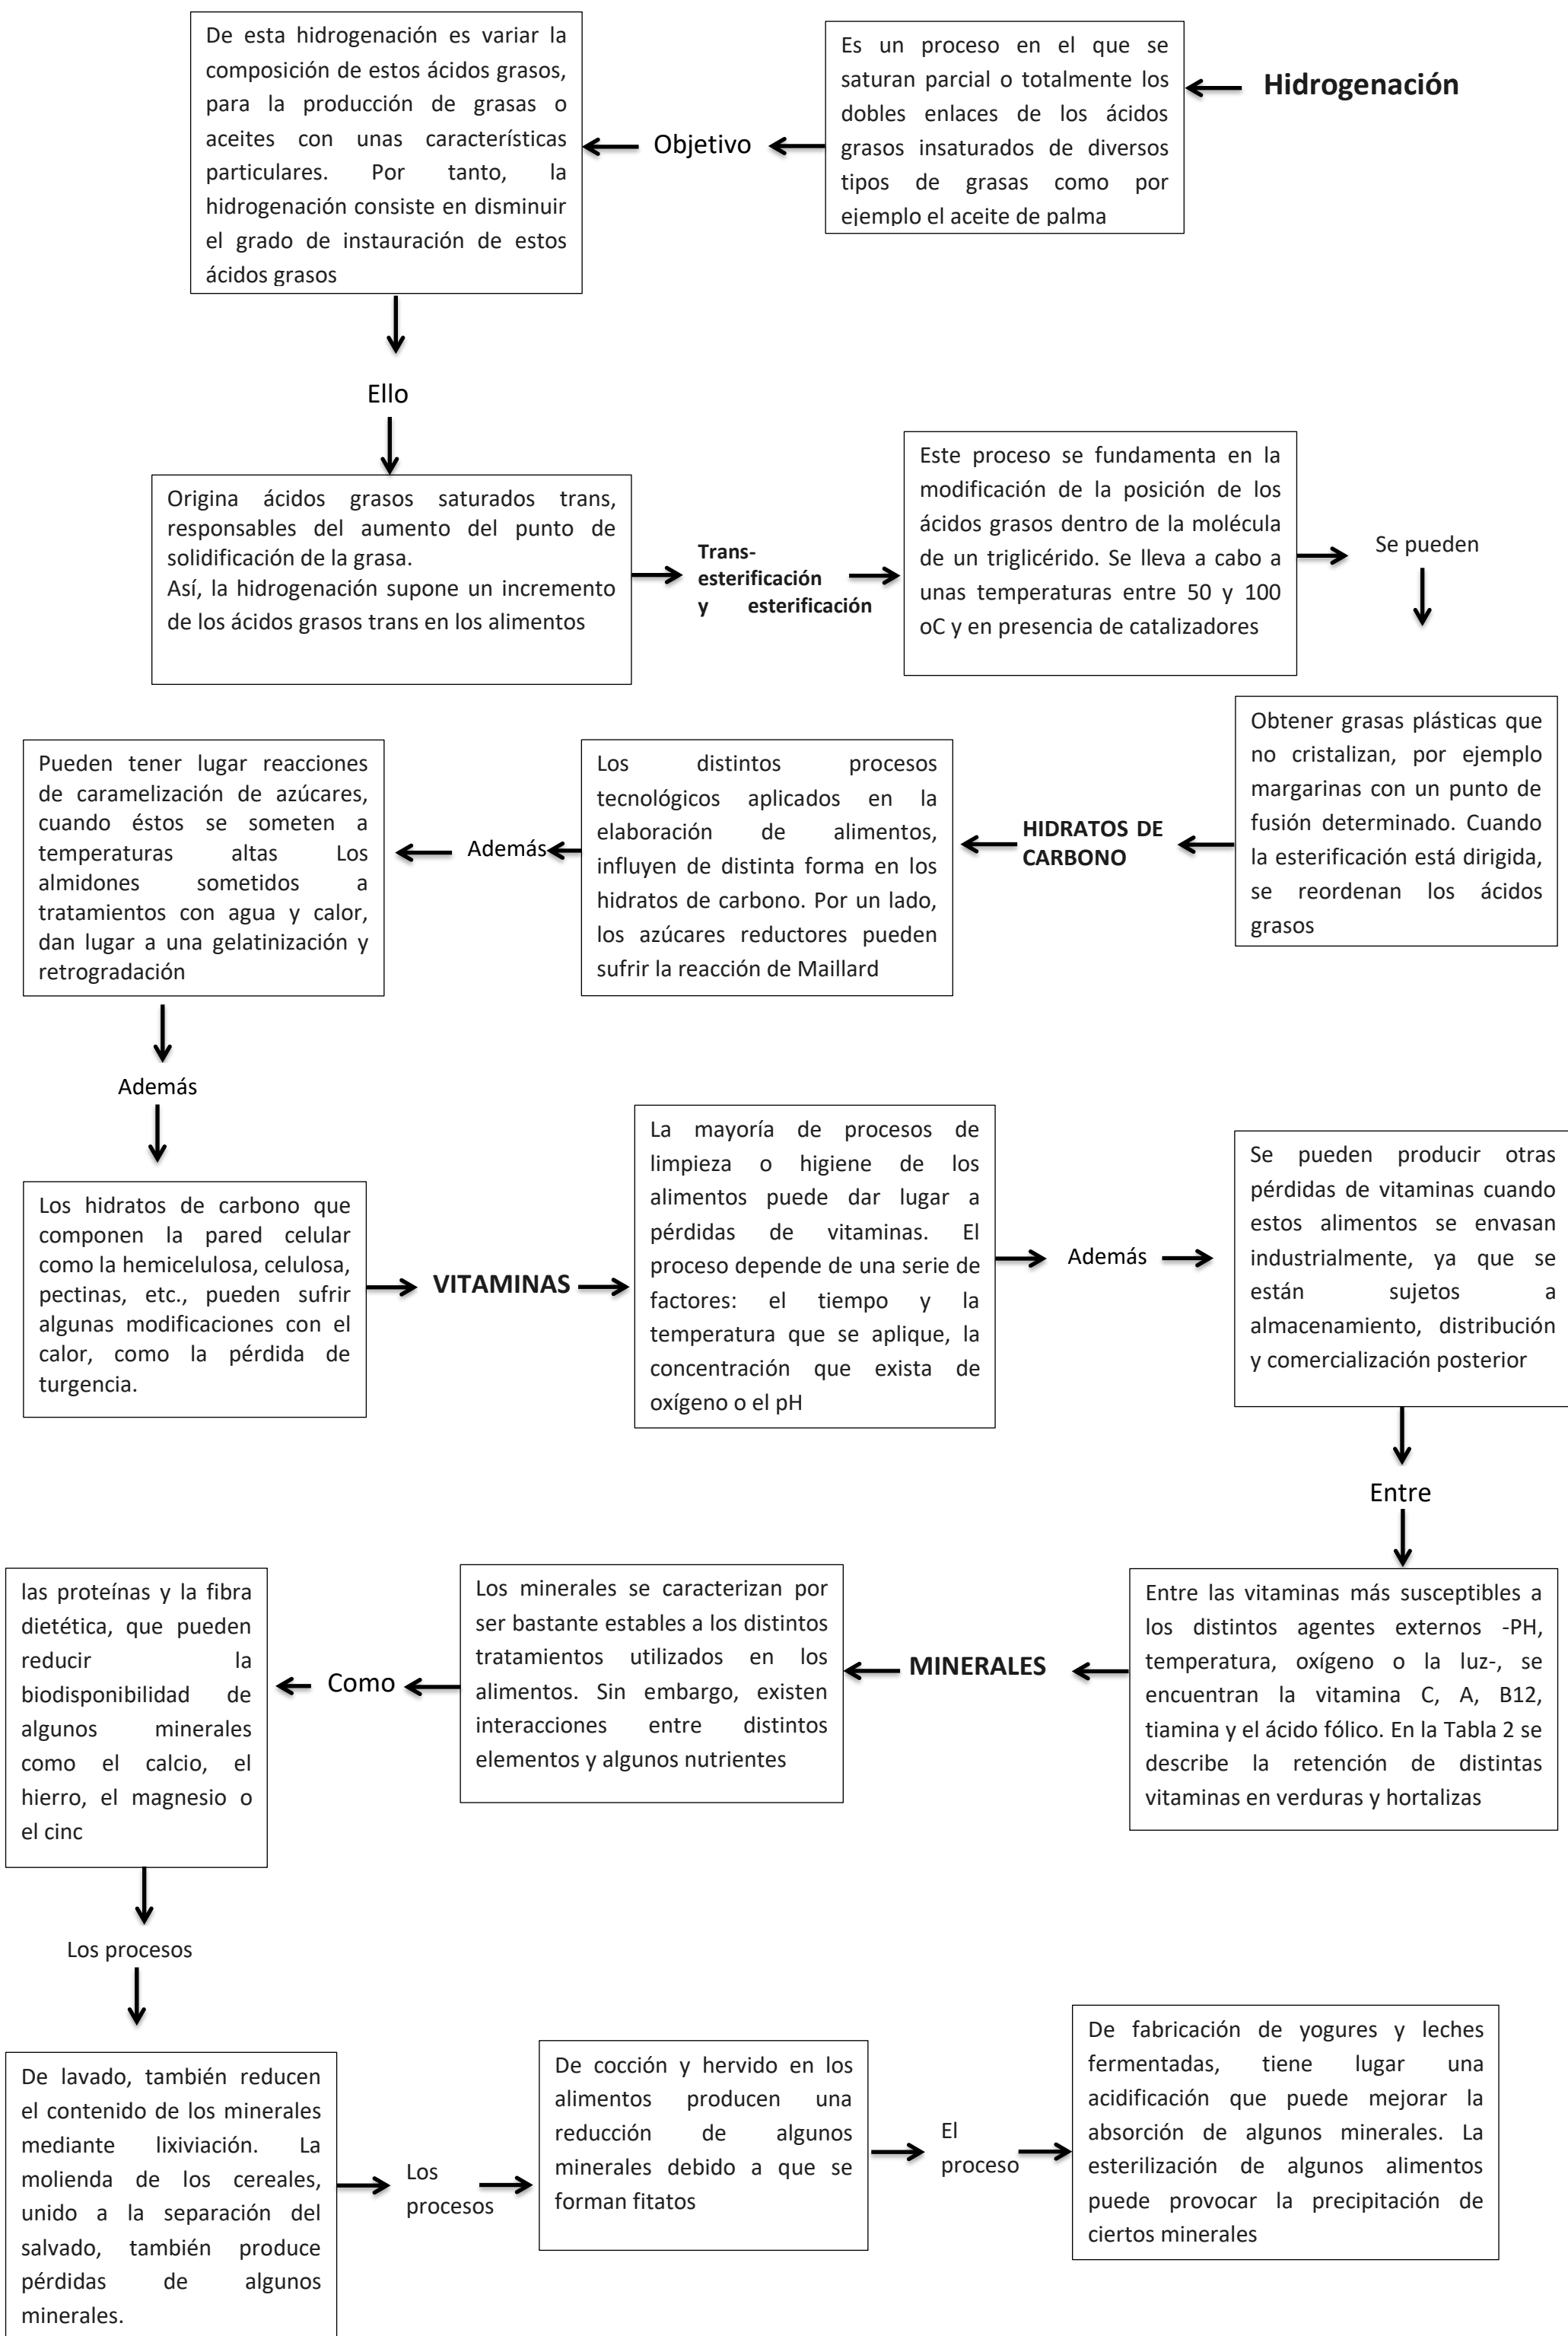 Hidrogenación
Es un proceso en el que se
saturan parcial o totalmente los
dobles enlaces de los ácidos
grasos insaturados de diversos
tipos de grasas como por
ejemplo el aceite de palma
Objetivo
De esta hidrogenación es variar la
composición de estos ácidos grasos,
para la producción de grasas o
aceites con unas características
particulares. Por tanto, la
hidrogenación consiste en disminuir
el grado de instauración de estos
ácidos grasos
Ello
Origina ácidos grasos saturados trans,
responsables del aumento del punto de
solidificación de la grasa.
Así, la hidrogenación supone un incremento
de los ácidos grasos trans en los alimentos
Trans-
esterificación
y esterificación
Este proceso se fundamenta en la
modificación de la posición de los
ácidos grasos dentro de la molécula
de un triglicérido. Se lleva a cabo a
unas temperaturas entre 50 y 100
oC y en presencia de catalizadores
Se pueden
Obtener grasas plásticas que
no cristalizan, por ejemplo
margarinas con un punto de
fusión determinado. Cuando
la esterificación está dirigida,
se reordenan los ácidos
grasos
HIDRATOS DE
CARBONO
Los distintos procesos
tecnológicos aplicados en la
elaboración de alimentos,
influyen de distinta forma en los
hidratos de carbono. Por un lado,
los azúcares reductores pueden
sufrir la reacción de Maillard
Además
Pueden tener lugar reacciones
de caramelización de azúcares,
cuando éstos se someten a
temperaturas altas Los
almidones sometidos a
tratamientos con agua y calor,
dan lugar a una gelatinización y
retrogradación
Además
Los hidratos de carbono que
componen la pared celular
como la hemicelulosa, celulosa,
pectinas, etc., pueden sufrir
algunas modificaciones con el
calor, como la pérdida de
turgencia.
VITAMINAS
La mayoría de procesos de
limpieza o higiene de los
alimentos puede dar lugar a
pérdidas de vitaminas. El
proceso depende de una serie de
factores: el tiempo y la
temperatura que se aplique, la
concentración que exista de
oxígeno o el pH
Además
Se pueden producir otras
pérdidas de vitaminas cuando
estos alimentos se envasan
industrialmente, ya que se
están sujetos a
almacenamiento, distribución
y comercialización posterior
Entre
Entre las vitaminas más susceptibles a
los distintos agentes externos -PH,
temperatura, oxígeno o la luz-, se
encuentran la vitamina C, A, B12,
tiamina y el ácido fólico. En la Tabla 2 se
describe la retención de distintas
vitaminas en verduras y hortalizas
MINERALES
Los minerales se caracterizan por
ser bastante estables a los distintos
tratamientos utilizados en los
alimentos. Sin embargo, existen
interacciones entre distintos
elementos y algunos nutrientes
Como
las proteínas y la fibra
dietética, que pueden
reducir la
biodisponibilidad de
algunos minerales
como el calcio, el
hierro, el magnesio o
el cinc
Los procesos
De lavado, también reducen
el contenido de los minerales
mediante lixiviación. La
molienda de los cereales,
unido a la separación del
salvado, también produce
pérdidas de algunos
minerales.
Los
procesos
De cocción y hervido en los
alimentos producen una
reducción de algunos
minerales debido a que se
forman fitatos
El
proceso
De fabricación de yogures y leches
fermentadas, tiene lugar una
acidificación que puede mejorar la
absorción de algunos minerales. La
esterilización de algunos alimentos
puede provocar la precipitación de
ciertos minerales